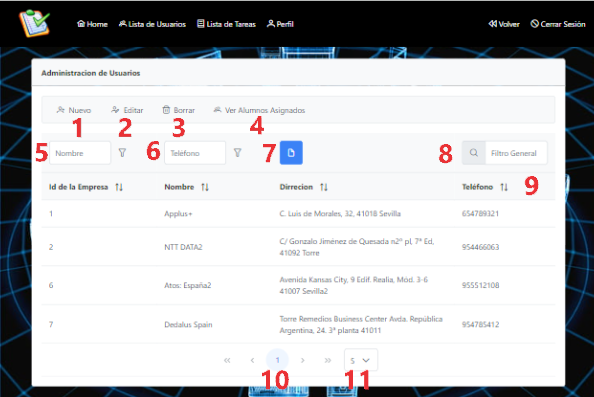 Home Lista de Usuarios Lista de Tareas Perfil Volver Cerrar Sesión
Administracion de Usuarios
Nuevo Editar Borrar Ver Alumnos Asignados
1 2 3 4
5 Nombre 6 Teléfono 7 8 Filtro General
Id de la Empresa Nombre Dirrecion Teléfono 9
1 Applus+ C. Luis de Morales, 32, 41018 Sevilla 654789321
2 NTT DATA2 C/ Gonzalo Jiménez de Quesada nº2 pl, 7ª Ed, 954466063
41092 Torre
6 Atos: España2 Avenida Kansas City, 9 Edif. Realia, Mód. 3-6 955512108
41007 Sevilla2
7 Dedalus Spain Torre Remedios Business Center Avda. República 954785412
Argentina, 24. 3ª planta 41011
« ‹ 1 › » 5
10 11